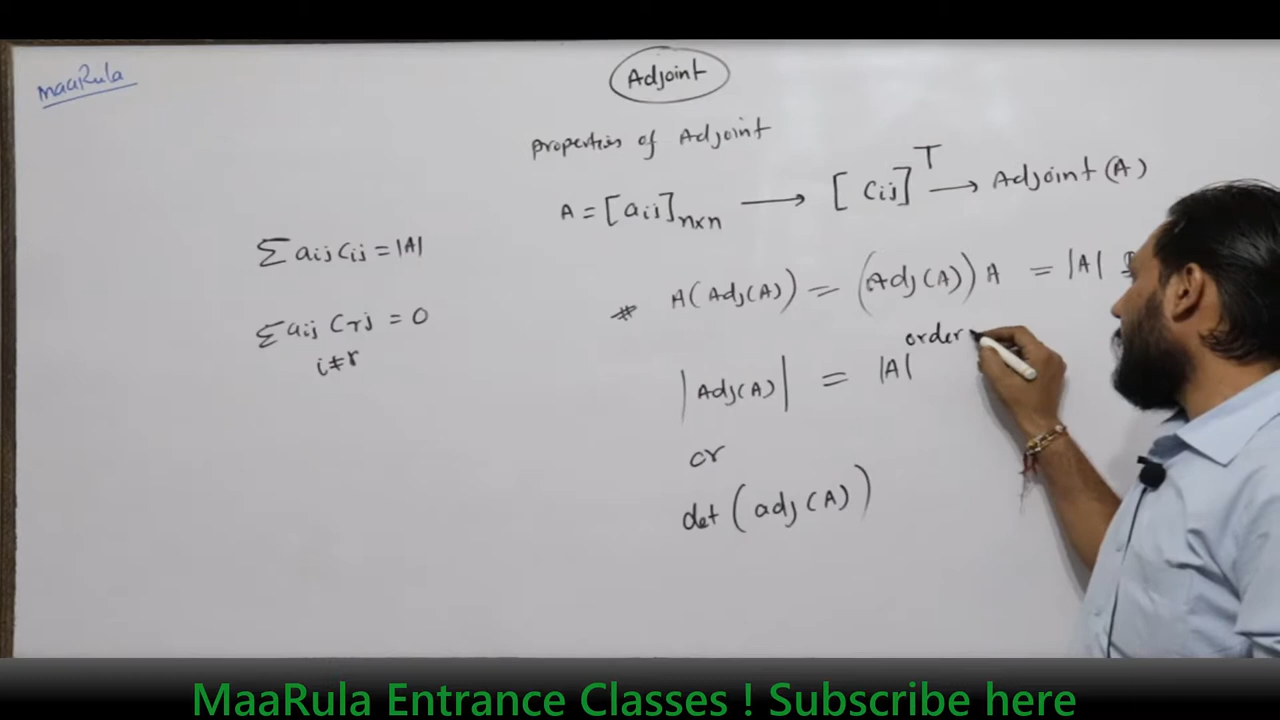 maaRula
Adjoint
properties of Adjoint
A = [aij]nxn ⟶ [Cij]^T ⟶ Adjoint (A)
∑ aij Cij = |A|
* A(Adj(A)) = (Adj(A)) A = |A|
∑ aij Crj = 0
i≠r
|Adj(A)| = |A|^order
or
det (adj(A))
MaaRula Entrance Classes ! Subscribe here